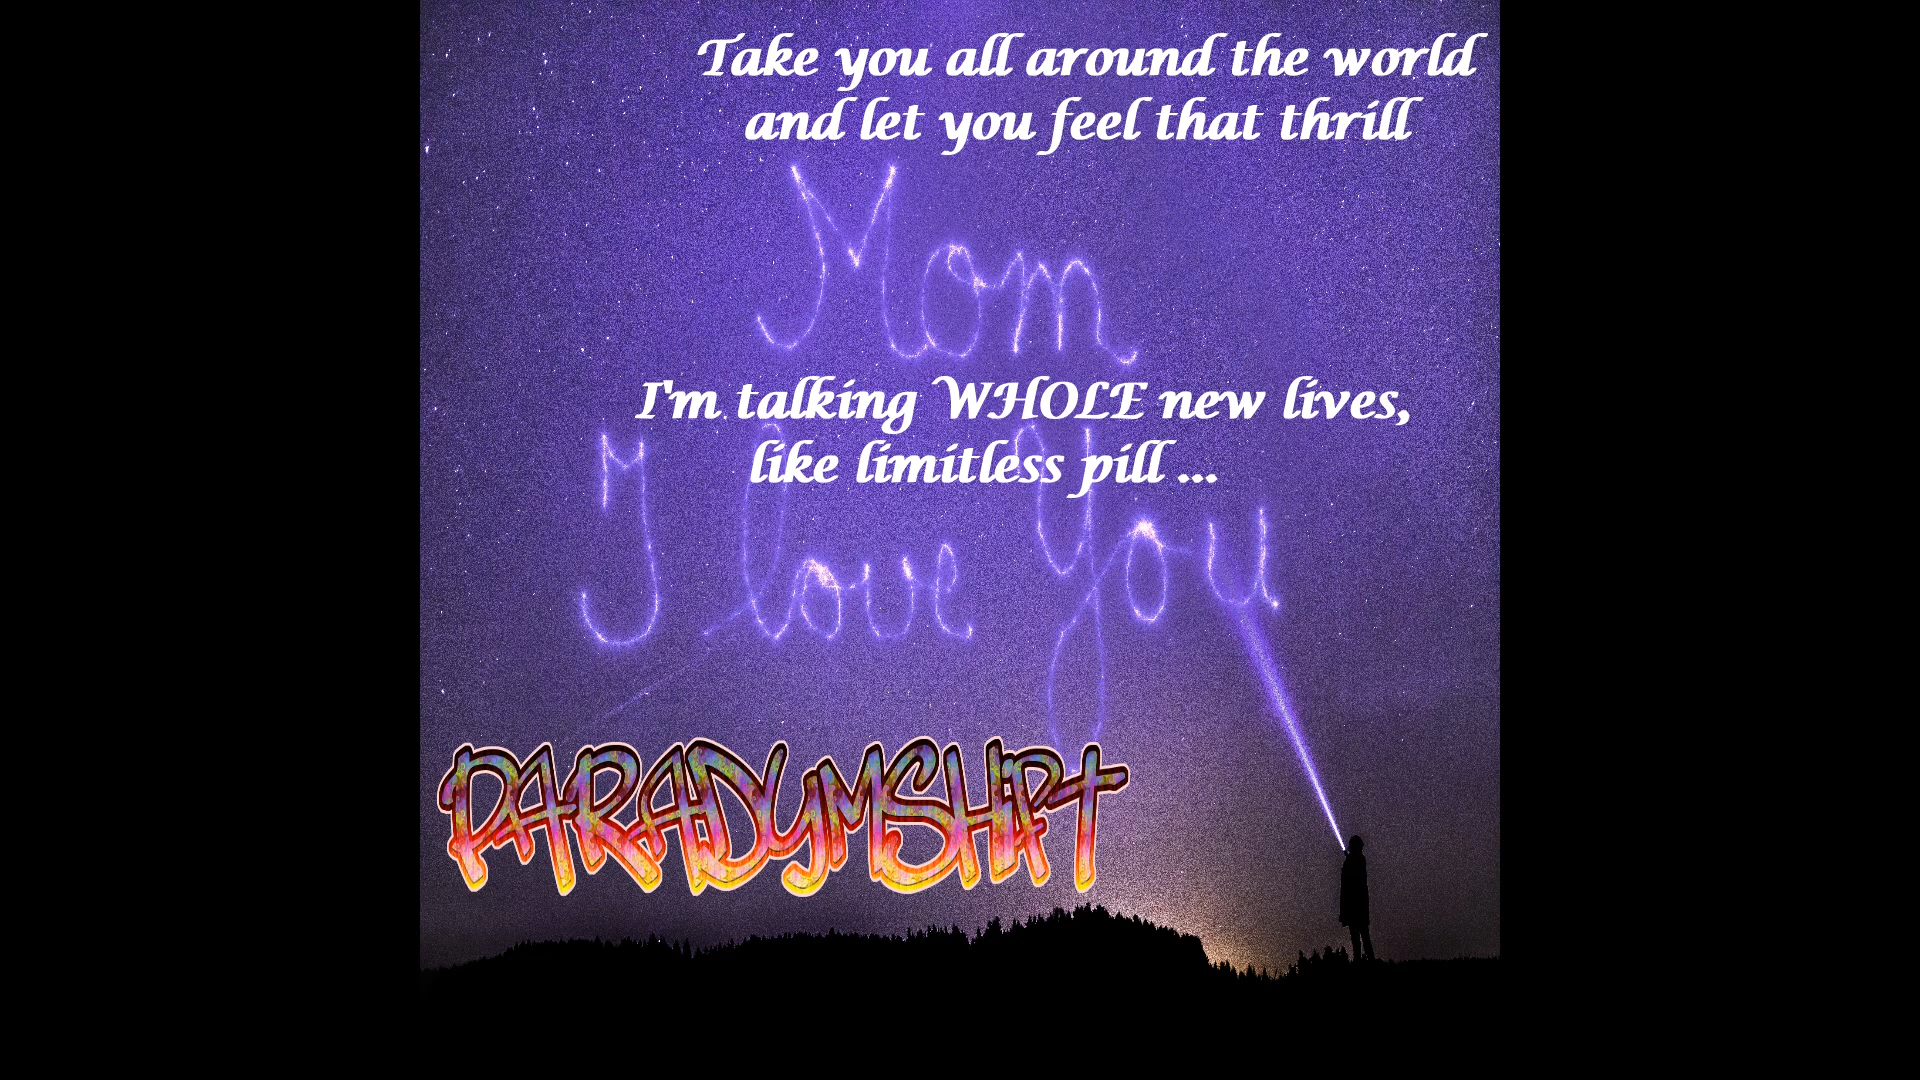 Take you all around the world
and let you feel that thrill
Mom
I'm talking WHOLE new lives,
like limitless pill ...
I love You
PARADYMSHIFT